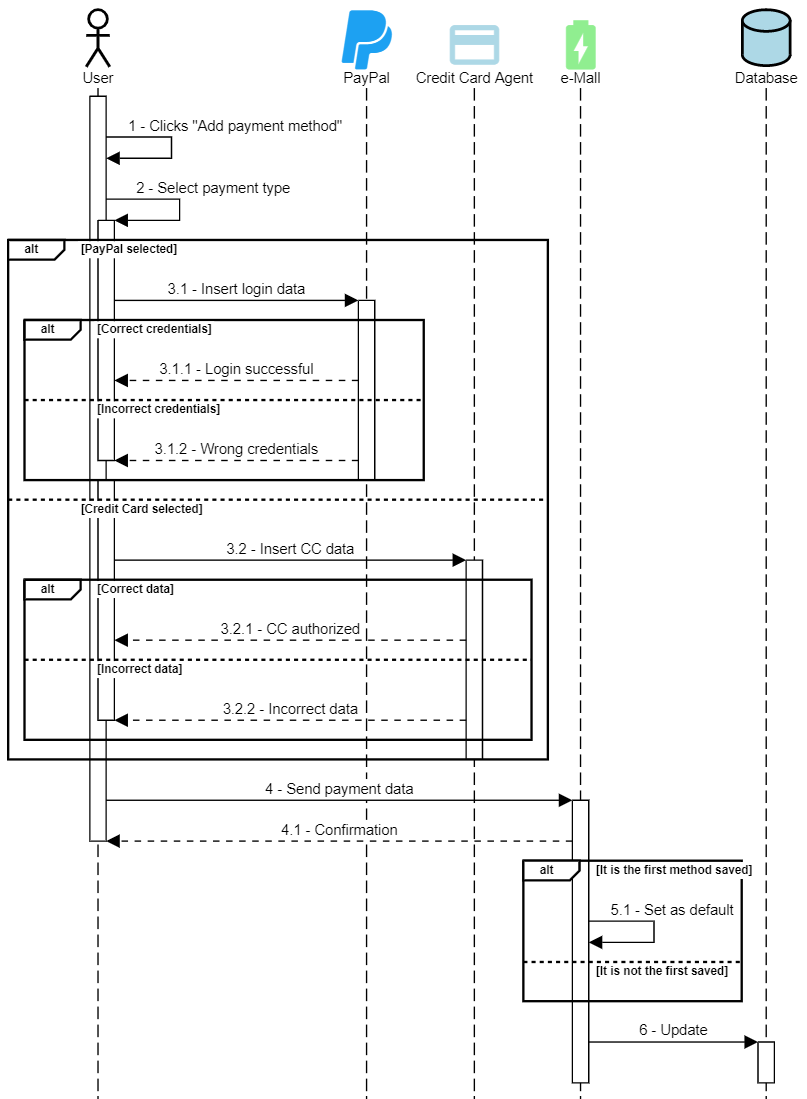 User
PayPal
Credit Card Agent
e-Mall
Database
1 - Clicks "Add payment method"
2 - Select payment type
alt
[PayPal selected]
3.1 - Insert login data
alt
[Correct credentials]
3.1.1 - Login successful
[Incorrect credentials]
3.1.2 - Wrong credentials
[Credit Card selected]
3.2 - Insert CC data
alt
[Correct data]
3.2.1 - CC authorized
[Incorrect data]
3.2.2 - Incorrect data
4 - Send payment data
4.1 - Confirmation
alt
[It is the first method saved]
5.1 - Set as default
[It is not the first saved]
6 - Update